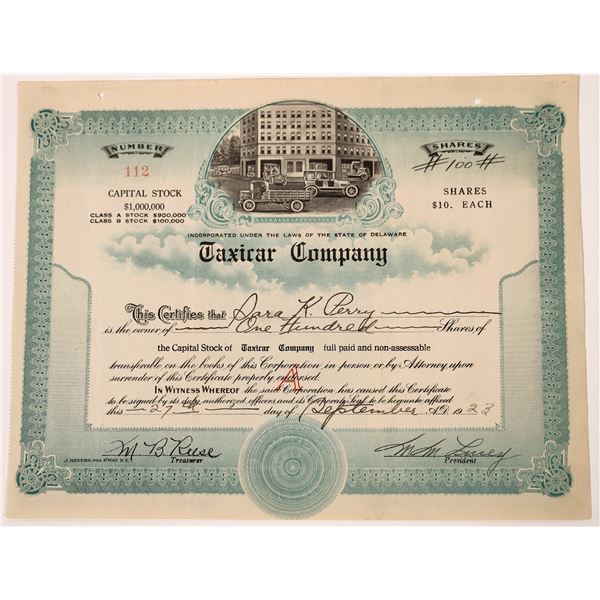 NUMBER
112
SHARES
# 100 #
CAPITAL STOCK
$1,000,000
CLASS A STOCK $900,000
CLASS B STOCK $100,000
SHARES
$10. EACH
INCORPORATED UNDER THE LAWS OF THE STATE OF DELAWARE
Taxicar Company
This Certifies that Sara K. Perry
is the owner of One Hundred Shares of
the Capital Stock of Taxicar Company full paid and non-assessable
transferable on the books of this Corporation in person or by Attorney upon
surrender of this Certificate properly endorsed.
A
IN WITNESS WHEREOF the said Corporation has caused this Certificate
to be signed by its duly authorized officers and its Corporate Seal to be hereunto affixed
this 27th day of September A.D. 1923
M. B. Reese
Treasurer
M. M. Lucey
President